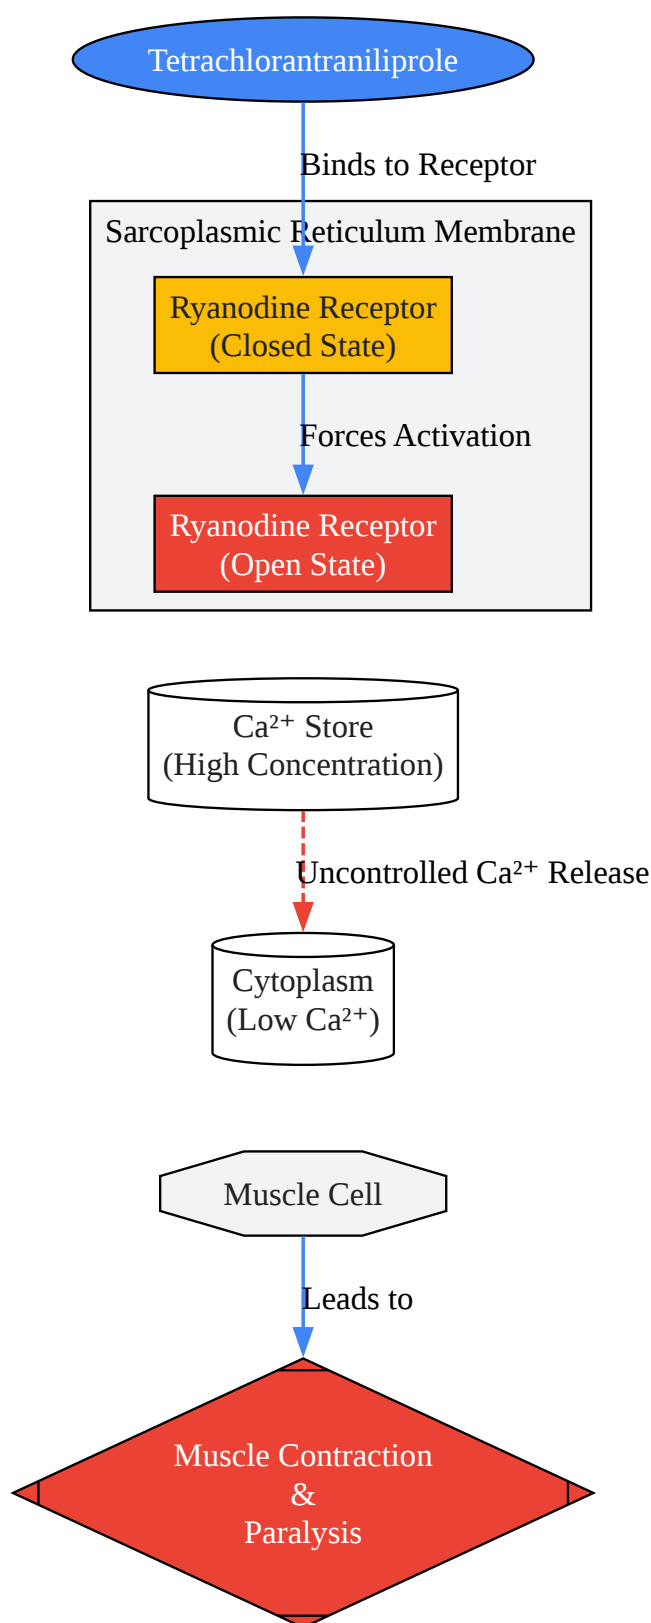 Tetrachlorantraniliprole
Binds to Receptor
Sarcoplasmic Reticulum Membrane
Ryanodine Receptor
(Closed State)
Forces Activation
Ryanodine Receptor
(Open State)
Ca²⁺ Store
(High Concentration)
Uncontrolled Ca²⁺ Release
Cytoplasm
(Low Ca²⁺)
Muscle Cell
Leads to
Muscle Contraction
&
Paralysis